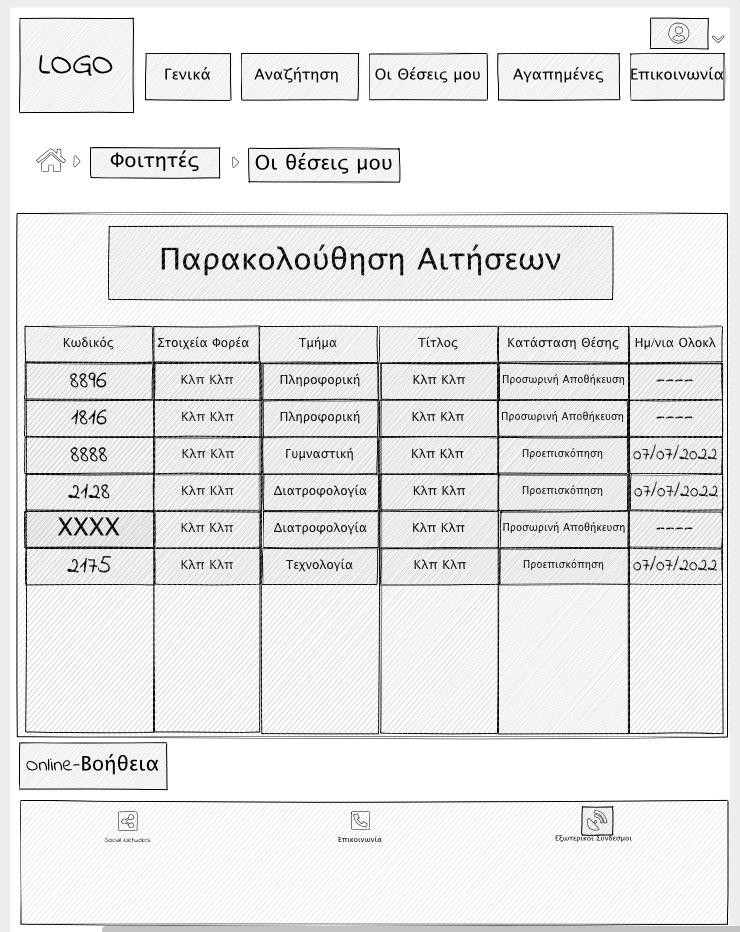 LOGO
Γενικά Αναζήτηση Οι Θέσεις μου Αγαπημένες Επικοινωνία
Φοιτητές Οι θέσεις μου
Παρακολούθηση Αιτήσεων
Κωδικός Στοιχεία Φορέα Τμήμα Τίτλος Κατάσταση Θέσης Ημ/νια Ολοκλ
8896 Κλπ Κλπ Πληροφορική Κλπ Κλπ Προσωρινή Αποθήκευση ----
1816 Κλπ Κλπ Πληροφορική Κλπ Κλπ Προσωρινή Αποθήκευση ----
8888 Κλπ Κλπ Γυμναστική Κλπ Κλπ Προεπισκόπηση 07/07/2022
2128 Κλπ Κλπ Διατροφολογία Κλπ Κλπ Προεπισκόπηση 07/07/2022
XXXX Κλπ Κλπ Διατροφολογία Κλπ Κλπ Προσωρινή Αποθήκευση ----
2175 Κλπ Κλπ Τεχνολογία Κλπ Κλπ Προεπισκόπηση 07/07/2022
online-Βοήθεια
Social Networks Επικοινωνία Εξωτερικοί Σύνδεσμοι